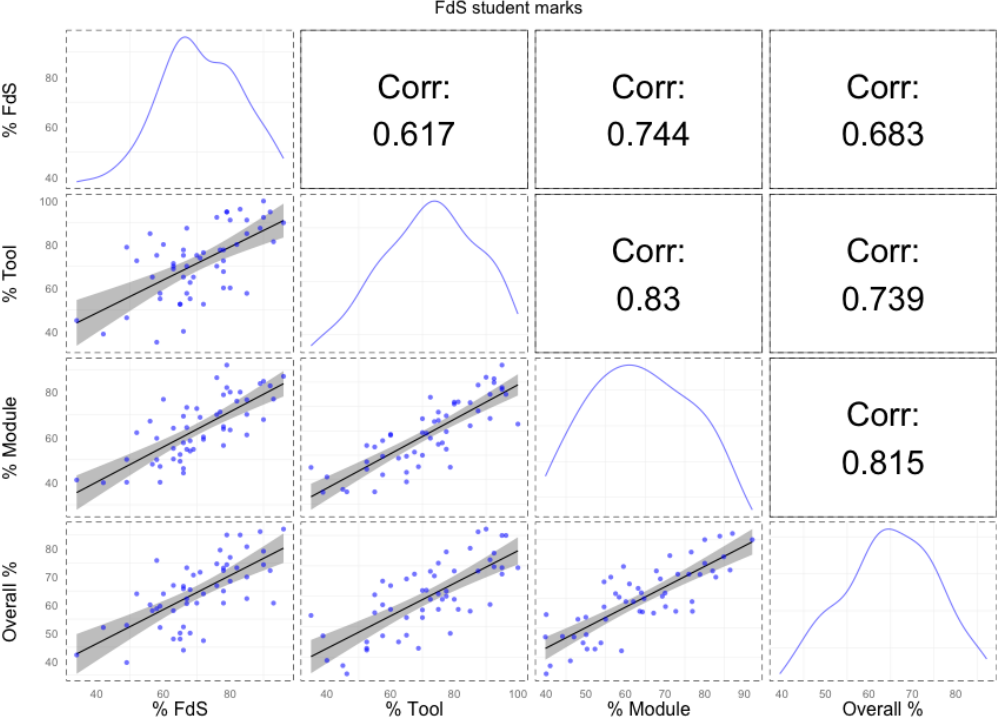 FdS student marks
% FdS
80
60
40
Corr:
0.617
Corr:
0.744
Corr:
0.683
% Tool
100
80
60
40
Corr:
0.83
Corr:
0.739
% Module
80
60
40
Corr:
0.815
Overall %
80
70
60
50
40
40 60 80 40 60 80 100 40 50 60 70 80 90 40 50 60 70 80
% FdS % Tool % Module Overall %